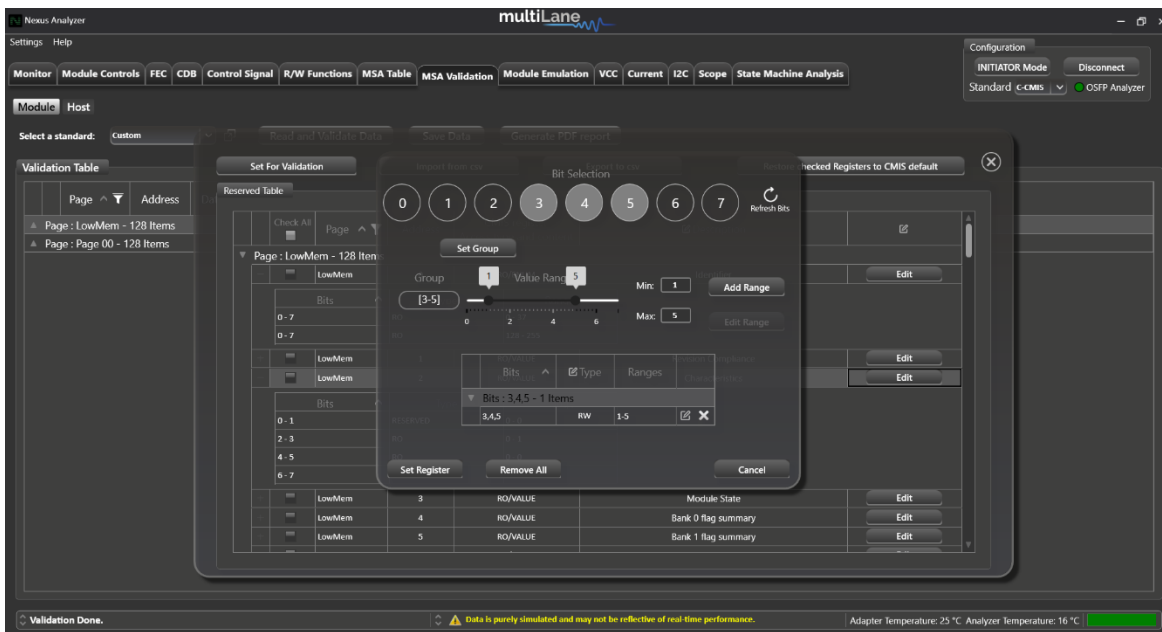 Nexus Analyzer
multiLane
Settings Help
Configuration
INITIATOR Mode Disconnect
Standard C-CMIS OSFP Analyzer
Monitor Module Controls FEC CDB Control Signal R/W Functions MSA Table MSA Validation Module Emulation VCC Current I2C Scope State Machine Analysis
Module Host
Select a standard: Custom Read and Validate Data Save Data Generate PDF report
Validation Table
Page Address
Page : LowMem - 128 Items
Page : Page 00 - 128 Items
Set For Validation Import from csv Export to csv checked Registers to CMIS default
Reserved Table
Check All Page
Page : LowMem - 128 Item
LowMem Edit
Bits
0 - 7
0 - 7
LowMem Edit
LowMem Edit
Bits
0 - 1
2 - 3
4 - 5
6 - 7
LowMem 3 RO/VALUE Module State Edit
LowMem 4 RO/VALUE Bank 0 flag summary Edit
LowMem 5 RO/VALUE Bank 1 flag summary Edit
Bit Selection
0 1 2 3 4 5 6 7 Refresh Bits
Set Group
Group 1 Value Rang 5
[3-5]
0 2 4 6
Min: 1 Add Range
Max: 5 Edit Range
Bits Type Ranges
Bits : 3,4,5 - 1 Items
3,4,5 RW 1-5
Set Register Remove All Cancel
Validation Done. Data is purely simulated and may not be reflective of real-time performance. Adapter Temperature: 25 °C Analyzer Temperature: 16 °C